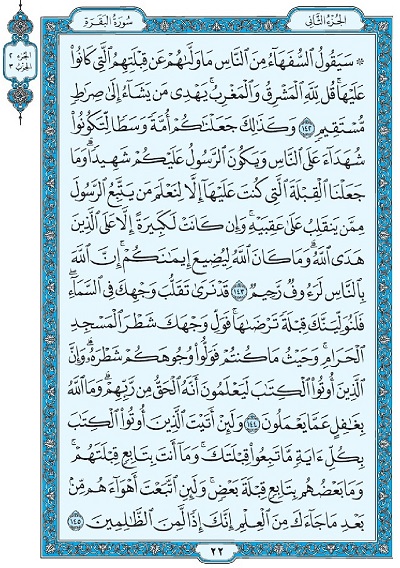 الجزء الثاني
سورة البقرة
الجزء ٢
الحزب ٣
۞ سَيَقُولُ ٱلسُّفَهَآءُ مِنَ ٱلنَّاسِ مَا وَلَّىٰهُمْ عَن قِبْلَتِهِمُ ٱلَّتِى كَانُوا۟
عَلَيْهَا ۚ قُل لِّلَّهِ ٱلْمَشْرِقُ وَٱلْمَغْرِبُ ۚ يَهْدِى مَن يَشَآءُ إِلَىٰ صِرَٰطٍ
مُّسْتَقِيمٍ ١٤٢ وَكَذَٰلِكَ جَعَلْنَٰكُمْ أُمَّةً وَسَطًا لِّتَكُونُوا۟
شُهَدَآءَ عَلَى ٱلنَّاسِ وَيَكُونَ ٱلرَّسُولُ عَلَيْكُمْ شَهِيدًا ۗ وَمَا
جَعَلْنَا ٱلْقِبْلَةَ ٱلَّتِى كُنتَ عَلَيْهَآ إِلَّا لِنَعْلَمَ مَن يَتَّبِعُ ٱلرَّسُولَ
مِمَّن يَنقَلِبُ عَلَىٰ عَقِبَيْهِ ۚ وَإِن كَانَتْ لَكَبِيرَةً إِلَّا عَلَى ٱلَّذِينَ
هَدَى ٱللَّهُ ۗ وَمَا كَانَ ٱللَّهُ لِيُضِيعَ إِيمَٰنَكُمْ ۚ إِنَّ ٱللَّهَ
بِٱلنَّاسِ لَرَءُوفٌ رَّحِيمٌ ١٤٣ قَدْ نَرَىٰ تَقَلُّبَ وَجْهِكَ فِى ٱلسَّمَآءِ ۖ
فَلَنُوَلِّيَنَّكَ قِبْلَةً تَرْضَىٰهَا ۚ فَوَلِّ وَجْهَكَ شَطْرَ ٱلْمَسْجِدِ
ٱلْحَرَامِ ۚ وَحَيْثُ مَا كُنتُمْ فَوَلُّوا۟ وُجُوهَكُمْ شَطْرَهُۥ ۗ وَإِنَّ
ٱلَّذِينَ أُوتُوا۟ ٱلْكِتَٰبَ لَيَعْلَمُونَ أَنَّهُ ٱلْحَقُّ مِن رَّبِّهِمْ ۗ وَمَا ٱللَّهُ
بِغَٰفِلٍ عَمَّا يَعْمَلُونَ ١٤٤ وَلَئِنْ أَتَيْتَ ٱلَّذِينَ أُوتُوا۟ ٱلْكِتَٰبَ
بِكُلِّ ءَايَةٍ مَّا تَبِعُوا۟ قِبْلَتَكَ ۚ وَمَآ أَنتَ بِتَابِعٍ قِبْلَتَهُمْ ۚ
وَمَا بَعْضُهُم بِتَابِعٍ قِبْلَةَ بَعْضٍ ۚ وَلَئِنِ ٱتَّبَعْتَ أَهْوَآءَهُم مِّنۢ
بَعْدِ مَا جَآءَكَ مِنَ ٱلْعِلْمِ ۙ إِنَّكَ إِذًا لَّمِنَ ٱلظَّٰلِمِينَ ١٤٥
٢٢